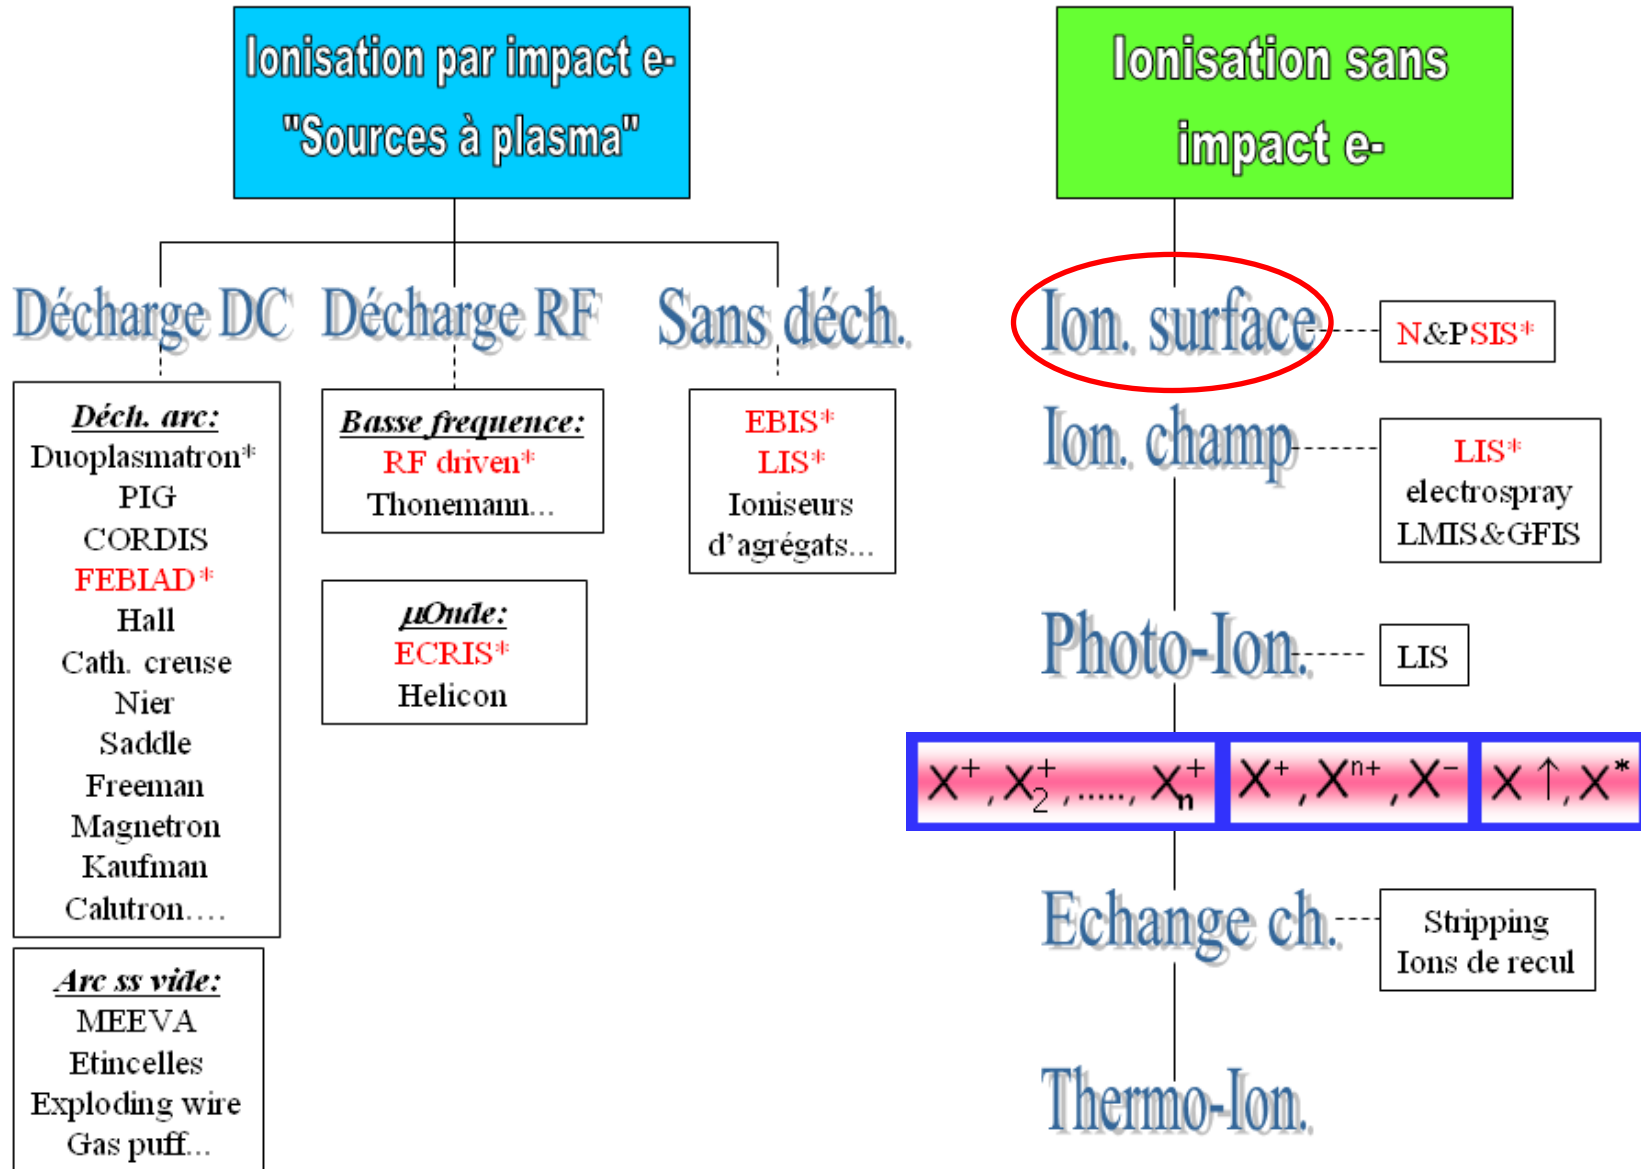 Ionisation par impact e-
"Sources à plasma"
Décharge DC
Déch. arc:
Duoplasmatron*
PIG
CORDIS
FEBIAD*
Hall
Cath. creuse
Nier
Saddle
Freeman
Magnetron
Kaufman
Calutron....
Arc ss vide:
MEEVA
Etincelles
Exploding wire
Gas puff...
Décharge RF
Basse frequence:
RF driven*
Thonemann...
µOnde:
ECRIS*
Helicon
Sans déch.
EBIS*
LIS*
Ioniseurs
d'agrégats...
Ionisation sans
impact e-
Ion. surface
N&PSIS*
Ion. champ
LIS*
electrospray
LMIS&GFIS
Photo-Ion.
LIS
X⁺, X₂⁺, ....., Xₙ⁺
X⁺, Xⁿ⁺, X⁻
X ↑, X*
Echange ch.
Stripping
Ions de recul
Thermo-Ion.